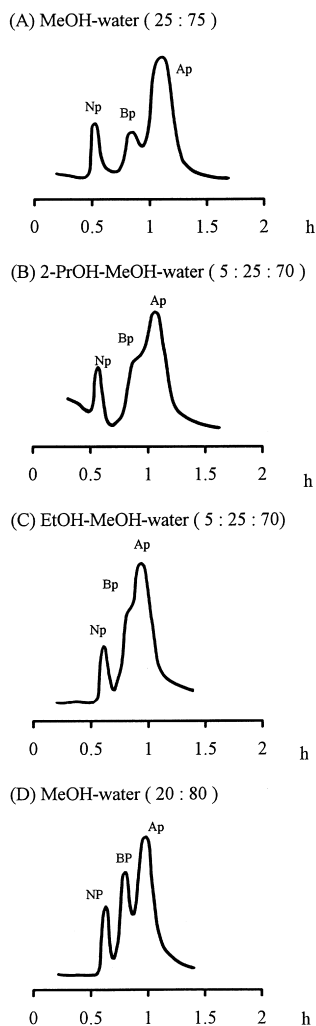 (A) MeOH-water ( 25 : 75 )
Ap
Np
Bp
0 0.5 1 1.5 2 h
(B) 2-PrOH-MeOH-water ( 5 : 25 : 70 )
Ap
Bp
Np
0 0.5 1 1.5 2 h
(C) EtOH-MeOH-water ( 5 : 25 : 70)
Ap
Bp
Np
0 0.5 1 1.5 2 h
(D) MeOH-water ( 20 : 80 )
Ap
BP
NP
0 0.5 1 1.5 2 h